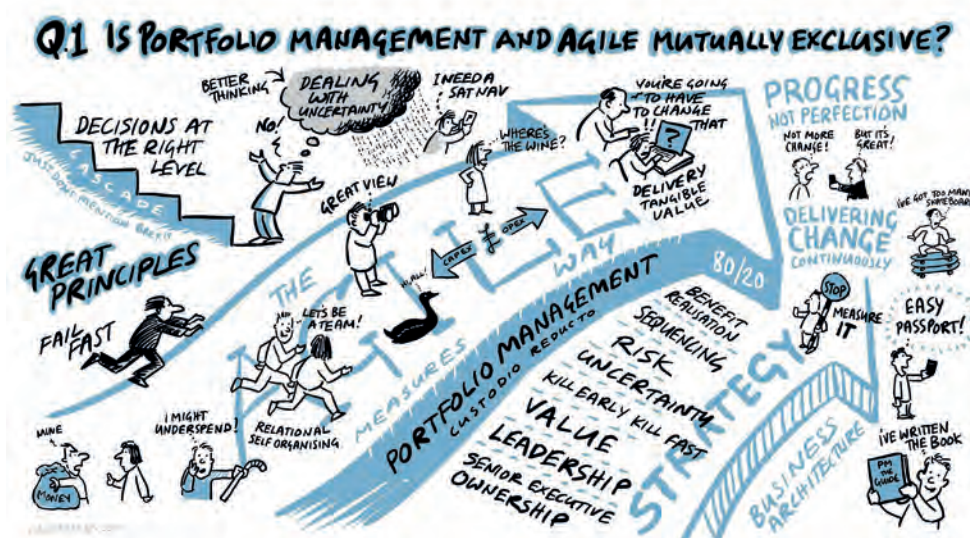 Q.1 IS PORTFOLIO MANAGEMENT AND AGILE MUTUALLY EXCLUSIVE?
BETTER
THINKING
DEALING
WITH
UNCERTAINTY
I NEED A
SAT NAV
NO!
DECISIONS AT
THE RIGHT
LEVEL
CASCADE
JUST DON'T MENTION BREXIT
WHERE'S
THE WINE?
YOU'RE GOING
TO HAVE
TO CHANGE
THAT
!!
?
DELIVERY
TANGIBLE
VALUE
PROGRESS
NOT PERFECTION
NOT MORE
CHANGE!
BUT IT'S
GREAT!
I'VE GOT TOO MANY
DELIVERING
CHANGE
CONTINUOUSLY
GREAT VIEW
CAPEX
£
OPEX
HI, ALL!
THE
AGILE
WAY
GREAT
PRINCIPLES
FAIL
FAST
LET'S BE
A TEAM!
RELATIONAL
SELF ORGANISING
MEASURES
PORTFOLIO MANAGEMENT
CUSTODIO REDUCTO
80/20
BENEFIT
REALISATION
SEQUENCING
RISK
UNCERTAINTY
KILL EARLY KILL FAST
VALUE
LEADERSHIP
SENIOR EXECUTIVE
OWNERSHIP
STRATEGY
STOP
MEASURE
IT
EASY
PASSPORT!
BUSINESS
ARCHITECTURE
I'VE WRITTEN
THE BOOK
PM
THE
GUIDE
MINE
MONEY
I MIGHT
UNDERSPEND!